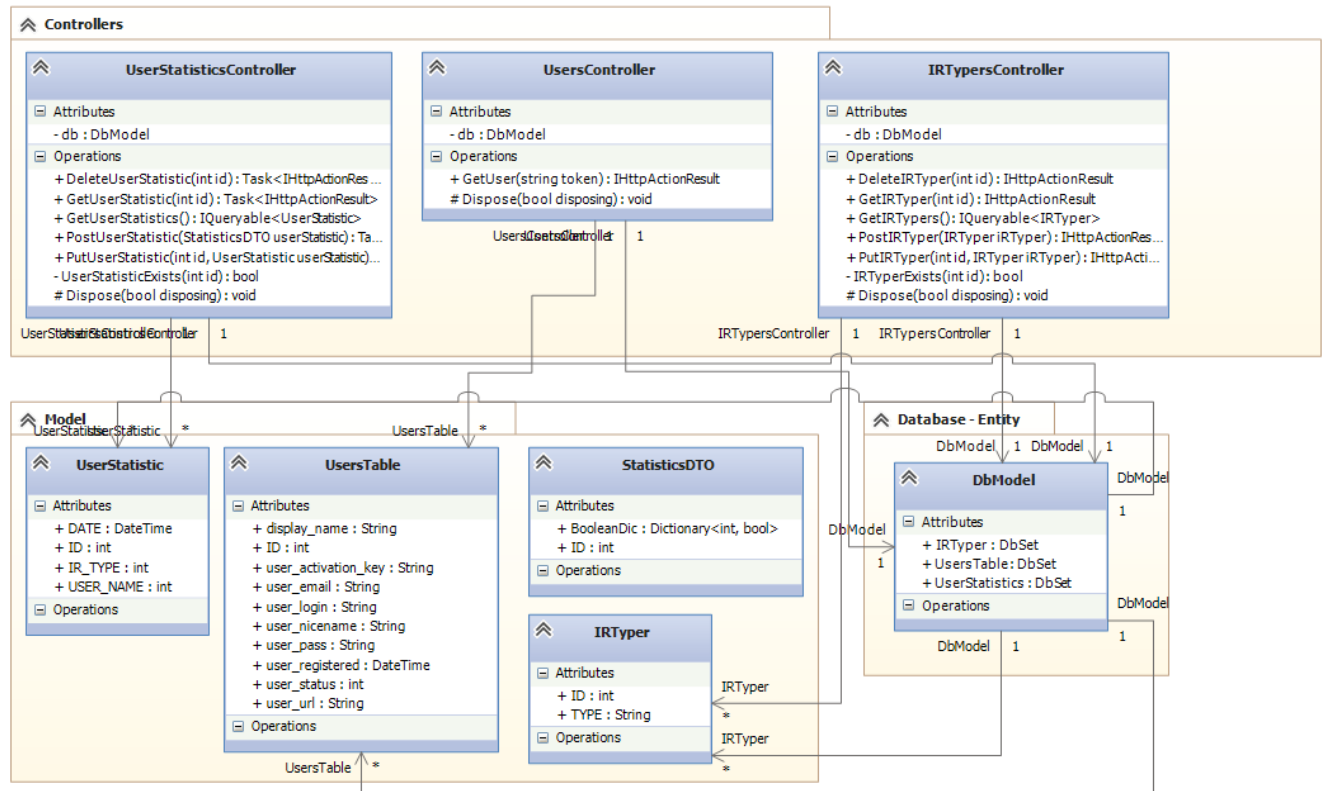 Controllers
UserStatisticsController
Attributes
- db : DbModel
Operations
+ DeleteUserStatistic(int id) : Task<IHttpActionRes ...
+ GetUserStatistic(int id) : Task<IHttpActionResult>
+ GetUserStatistics() : IQueryable<UserStatistic>
+ PostUserStatistic(StatisticsDTO userStatistic) : Ta...
+ PutUserStatistic(int id, UserStatistic userStatistic)...
- UserStatisticExists(int id) : bool
# Dispose(bool disposing) : void
UsersController
Attributes
- db : DbModel
Operations
+ GetUser(string token) : IHttpActionResult
# Dispose(bool disposing) : void
IRTypersController
Attributes
- db : DbModel
Operations
+ DeleteIRTyper(int id) : IHttpActionResult
+ GetIRTyper(int id) : IHttpActionResult
+ GetIRTypers() : IQueryable<IRTyper>
+ PostIRTyper(IRTyper iRTyper) : IHttpActionRes...
+ PutIRTyper(int id, IRTyper iRTyper) : IHttpActi...
- IRTyperExists(int id) : bool
# Dispose(bool disposing) : void
UsersController 1
1
1
IRTypersController 1
IRTypersController 1
Model
UsersTable *
*
UserStatistic
Attributes
+ DATE : DateTime
+ ID : int
+ IR_TYPE : int
+ USER_NAME : int
Operations
UsersTable
Attributes
+ display_name : String
+ ID : int
+ user_activation_key : String
+ user_email : String
+ user_login : String
+ user_nicename : String
+ user_pass : String
+ user_registered : DateTime
+ user_status : int
+ user_url : String
Operations
UsersTable *
StatisticsDTO
Attributes
+ BooleanDic : Dictionary<int, bool>
+ ID : int
Operations
IRTyper
Attributes
+ ID : int
+ TYPE : String
Operations
IRTyper
*
IRTyper
*
Database - Entity
DbModel 1 DbModel 1
DbModel
1
DbModel
Attributes
+ IRTyper : DbSet
+ UsersTable : DbSet
+ UserStatistics : DbSet
Operations
DbModel
1
DbModel
1
DbModel 1